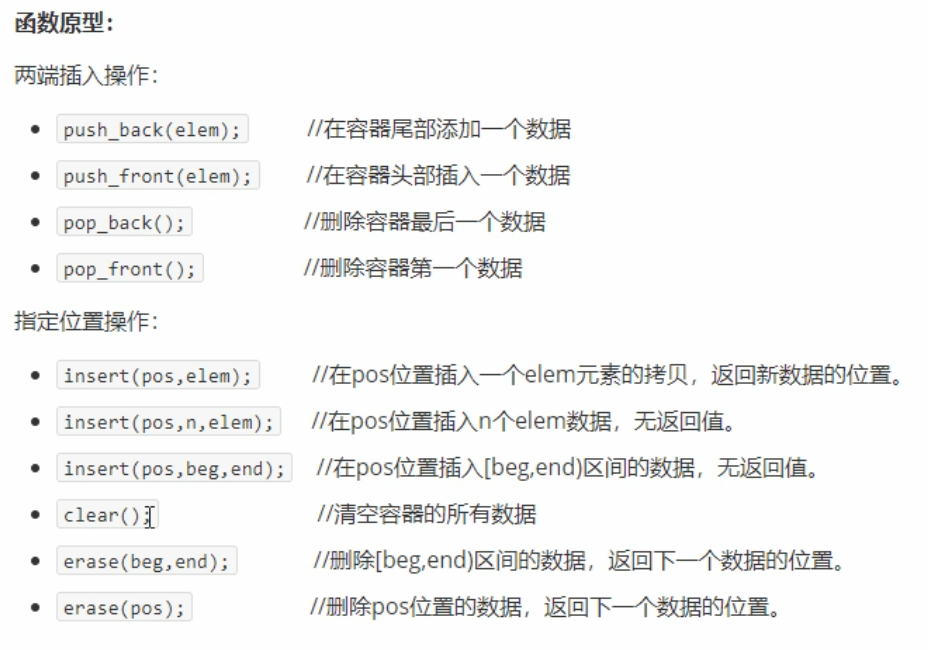 函数原型：
两端插入操作：
push_back(elem); //在容器尾部添加一个数据
push_front(elem); //在容器头部插入一个数据
pop_back(); //删除容器最后一个数据
pop_front(); //删除容器第一个数据
指定位置操作：
insert(pos,elem); //在pos位置插入一个elem元素的拷贝，返回新数据的位置。
insert(pos,n,elem); //在pos位置插入n个elem数据，无返回值。
insert(pos,beg,end); //在pos位置插入[beg,end)区间的数据，无返回值。
clear(); //清空容器的所有数据
erase(beg,end); //删除[beg,end)区间的数据，返回下一个数据的位置。
erase(pos); //删除pos位置的数据，返回下一个数据的位置。